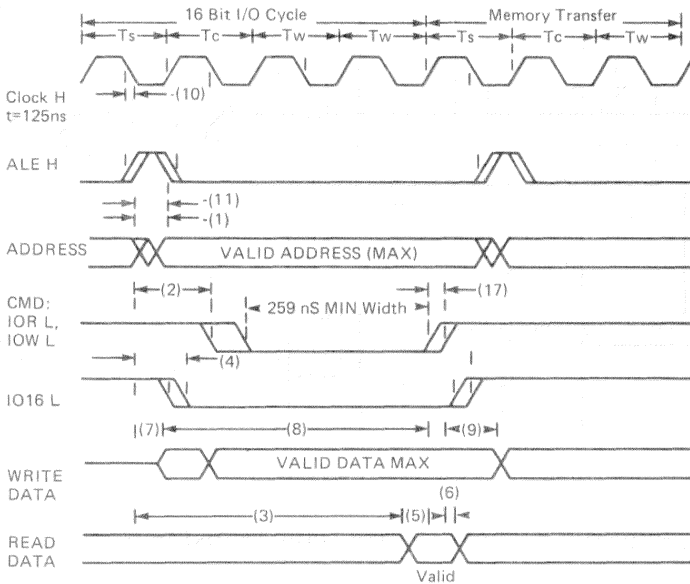 16 Bit I/O Cycle Memory Transfer
Ts Tc Tw Tw Ts Tc Tw
Clock H
t=125ns
-(10)
ALE H
-(11)
-(1)
ADDRESS VALID ADDRESS (MAX)
(2) (17)
CMD:
IOR L,
IOW L
259 nS MIN Width
(4)
IO16 L
(7) (8) (9)
WRITE
DATA
VALID DATA MAX
(6)
(3) (5)
READ
DATA
Valid